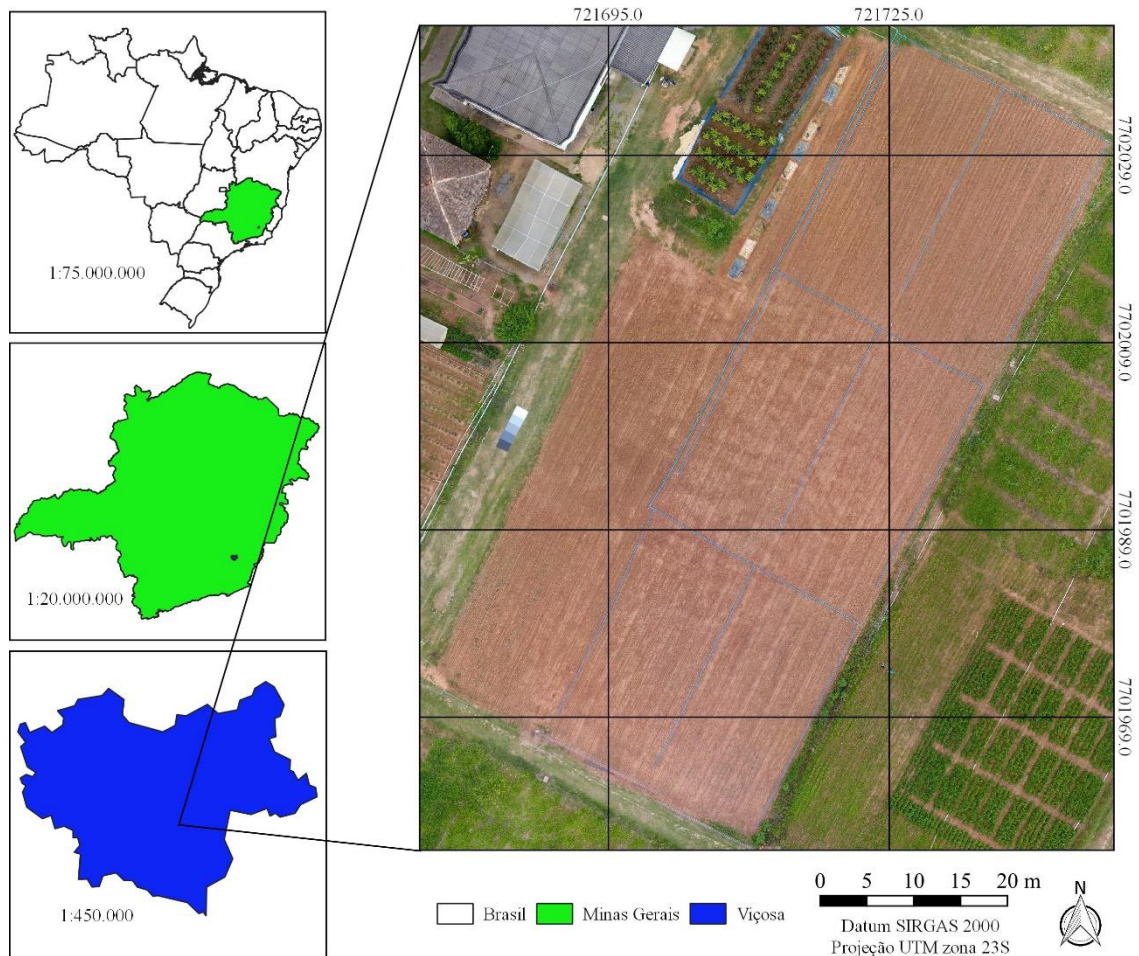 721695.0
721725.0
1:75.000.000
1:20.000.000
1:450.000
7702029.0
7702009.0
7701989.0
7701969.0
Brasil
Minas Gerais
Viçosa
0 5 10 15 20 m
Datum SIRGAS 2000
Projeção UTM zona 23S
N